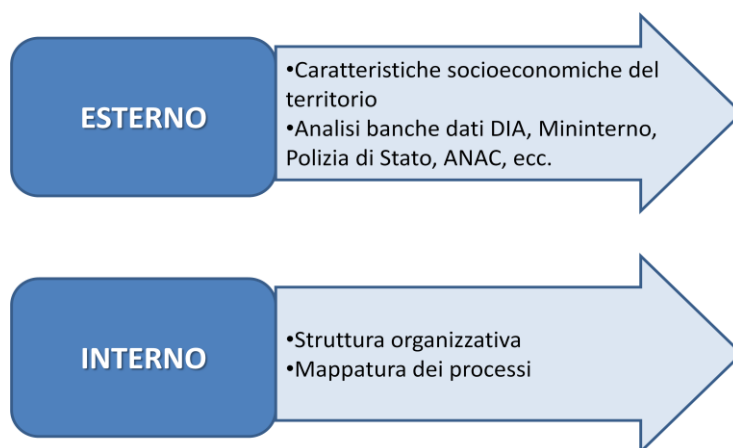 ESTERNO
•Caratteristiche socioeconomiche del
territorio
•Analisi banche dati DIA, Mininterno,
Polizia di Stato, ANAC, ecc.
INTERNO
•Struttura organizzativa
•Mappatura dei processi